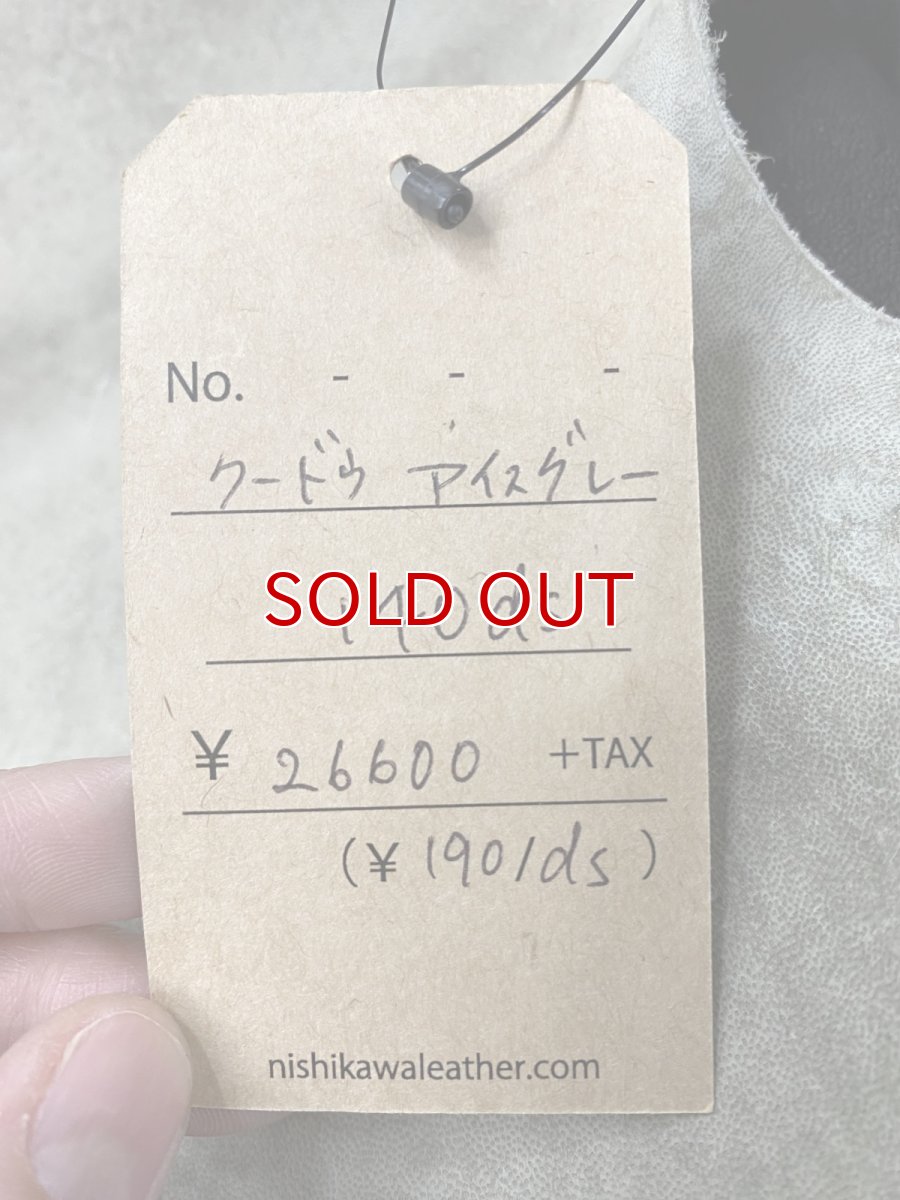 No. - - -
クードゥ アイスグレー
140ds
SOLD OUT
¥ 26600 +TAX
(¥ 190/ds)
nishikawaleather.com